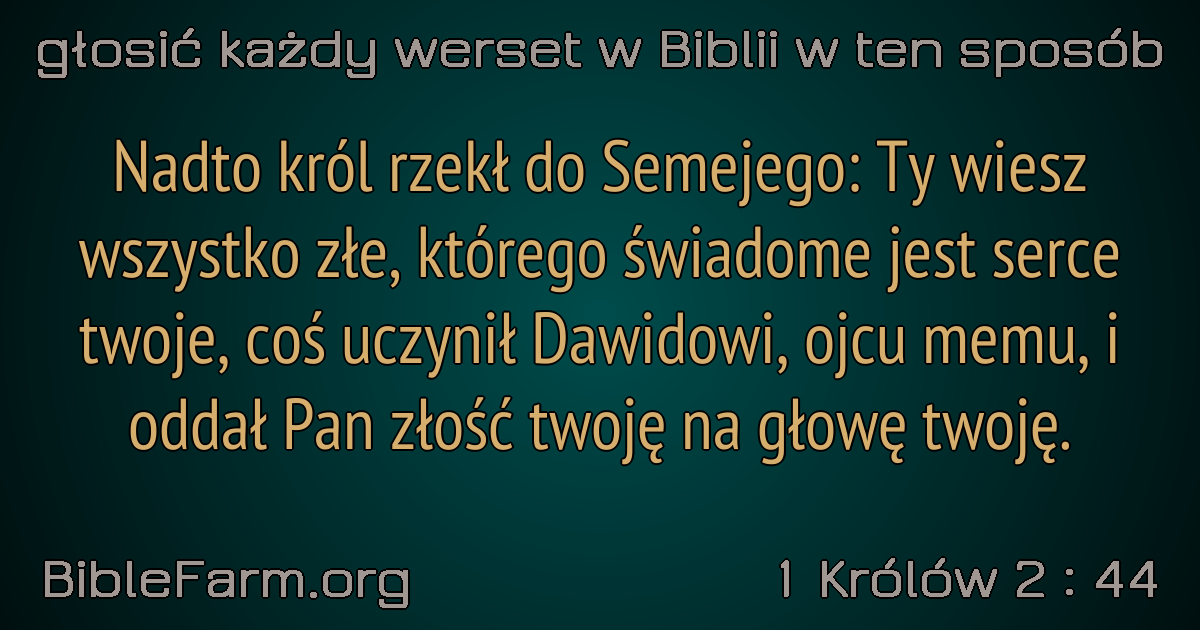 głosić każdy werset w Biblii w ten sposób
Nadto król rzekł do Semejego: Ty wiesz
wszystko złe, którego świadome jest serce
twoje, coś uczynił Dawidowi, ojcu memu, i
oddał Pan złość twoję na głowę twoję.
BibleFarm.org
1 Królów 2 : 44